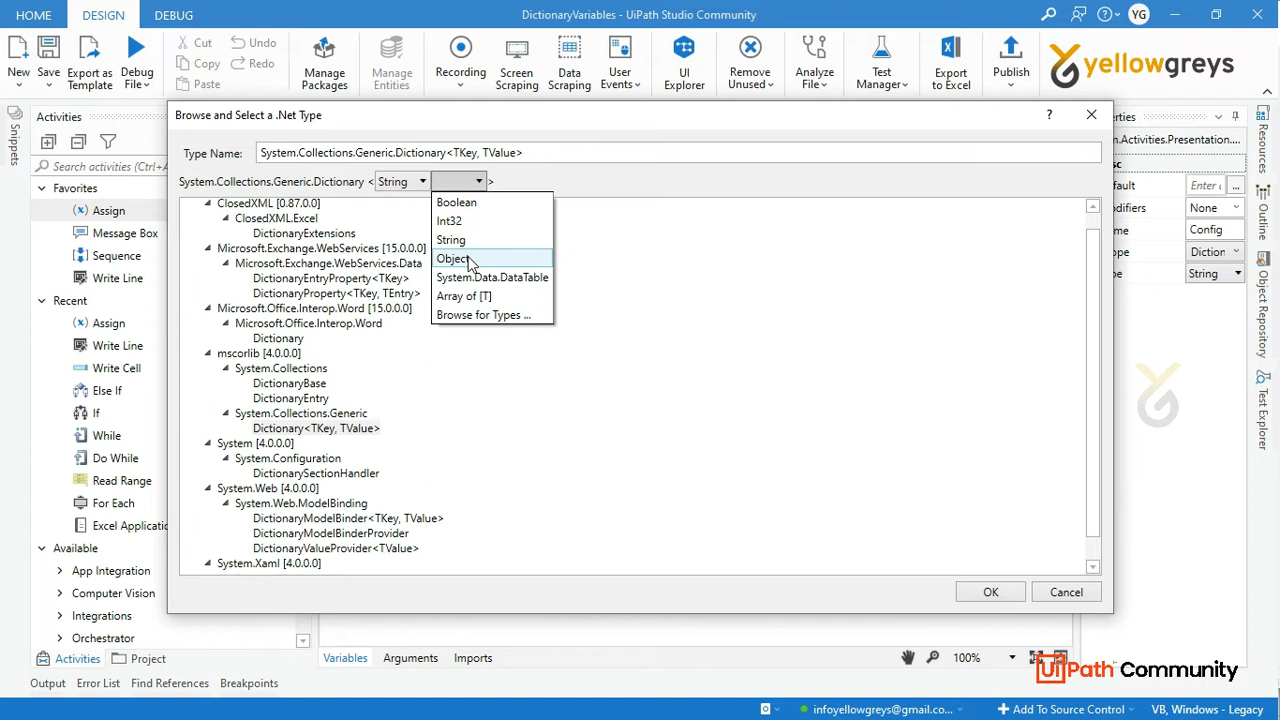 HOME DESIGN DEBUG DictionaryVariables - UiPath Studio Community YG
New Save Export as Template Debug File Cut Copy Paste Undo Redo Manage Packages Manage Entities Recording Screen Scraping Data Scraping User Events UI Explorer Remove Unused Analyze File Test Manager Export to Excel Publish yellowgreys
Activities
Search activities (Ctrl+
Favorites
Assign
Message Box
Sequence
Write Line
Recent
Assign
Write Line
Write Cell
Else If
If
While
Do While
Read Range
For Each
Excel Applicatio
Available
App Integration
Computer Vision
Integrations
Orchestrator
Activities Project
Snippets
Browse and Select a .Net Type ?
Type Name: System.Collections.Generic.Dictionary<TKey, TValue>
System.Collections.Generic.Dictionary < String >
Boolean
Int32
String
Object
System.Data.DataTable
Array of [T]
Browse for Types ...
ClosedXML [0.87.0.0]
ClosedXML.Excel
DictionaryExtensions
Microsoft.Exchange.WebServices [15.0.0.0]
Microsoft.Exchange.WebServices.Data
DictionaryEntryProperty<TKey>
DictionaryProperty<TKey, TEntry>
Microsoft.Office.Interop.Word [15.0.0.0]
Microsoft.Office.Interop.Word
Dictionary
mscorlib [4.0.0.0]
System.Collections
DictionaryBase
DictionaryEntry
System.Collections.Generic
Dictionary<TKey, TValue>
System [4.0.0.0]
System.Configuration
DictionarySectionHandler
System.Web [4.0.0.0]
System.Web.ModelBinding
DictionaryModelBinder<TKey, TValue>
DictionaryModelBinderProvider
DictionaryValueProvider<TValue>
System.Xaml [4.0.0.0]
OK Cancel
erties
m.Activities.Presentation....
sc
efault Enter ...
odifiers None
ame Config
ope Diction
pe String
Resources
Outline
Object Repository
Test Explorer
Variables Arguments Imports 100%
UiPath Community
Output Error List Find References Breakpoints
infoyellowgreys@gmail.co... Add To Source Control VB, Windows - Legacy